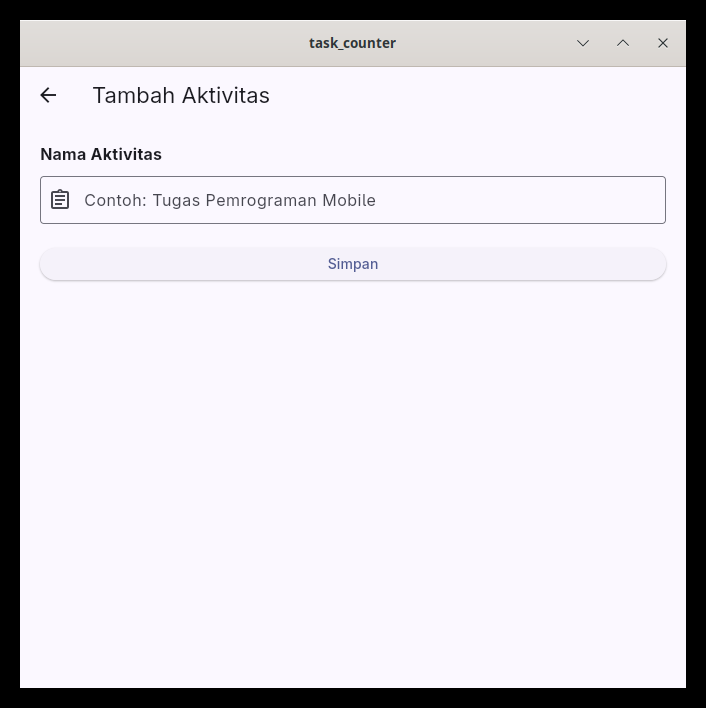 task_counter
Tambah Aktivitas
Nama Aktivitas
Contoh: Tugas Pemrograman Mobile
Simpan